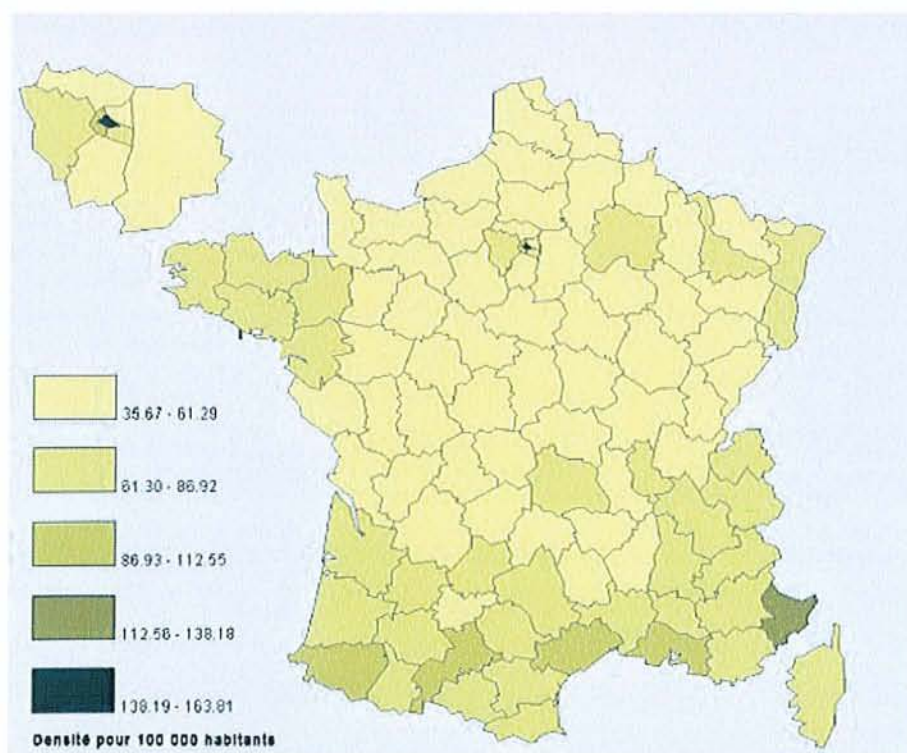 35.67 - 61.29
61.30 - 86.92
86.93 - 112.55
112.56 - 138.18
138.19 - 163.81
Densité pour 100 000 habitants